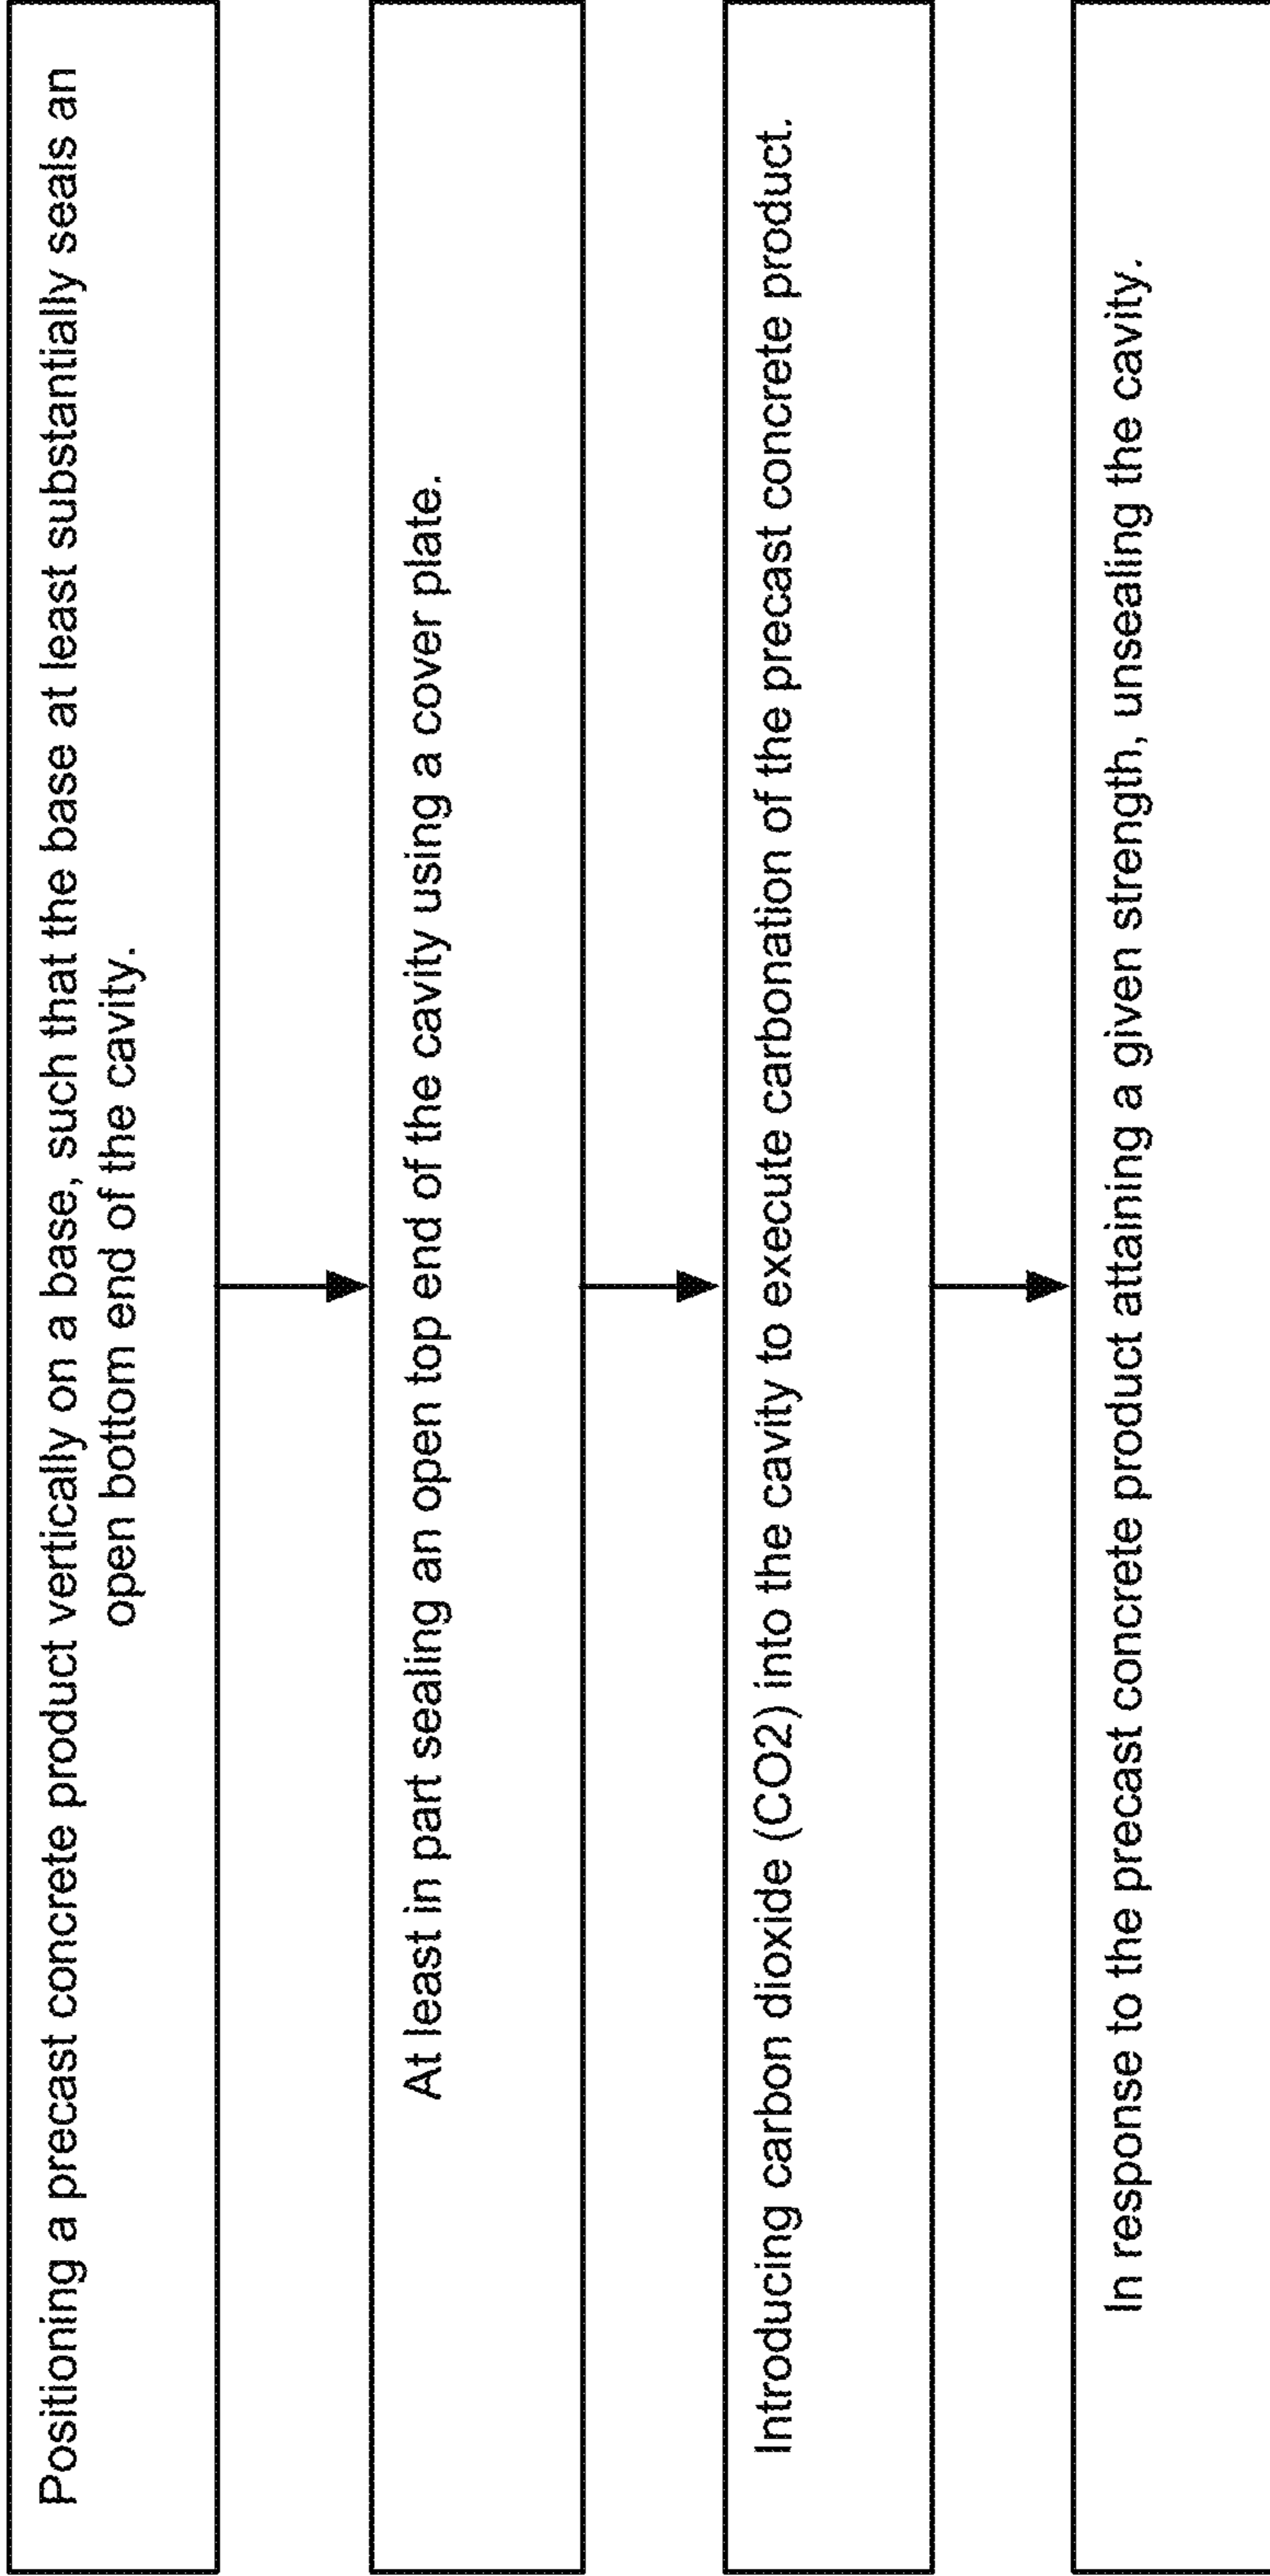 Positioning a precast concrete product vertically on a base, such that the base at least substantially seals an
open bottom end of the cavity.
At least in part sealing an open top end of the cavity using a cover plate.
Introducing carbon dioxide (CO2) into the cavity to execute carbonation of the precast concrete product.
In response to the precast concrete product attaining a given strength, unsealing the cavity.